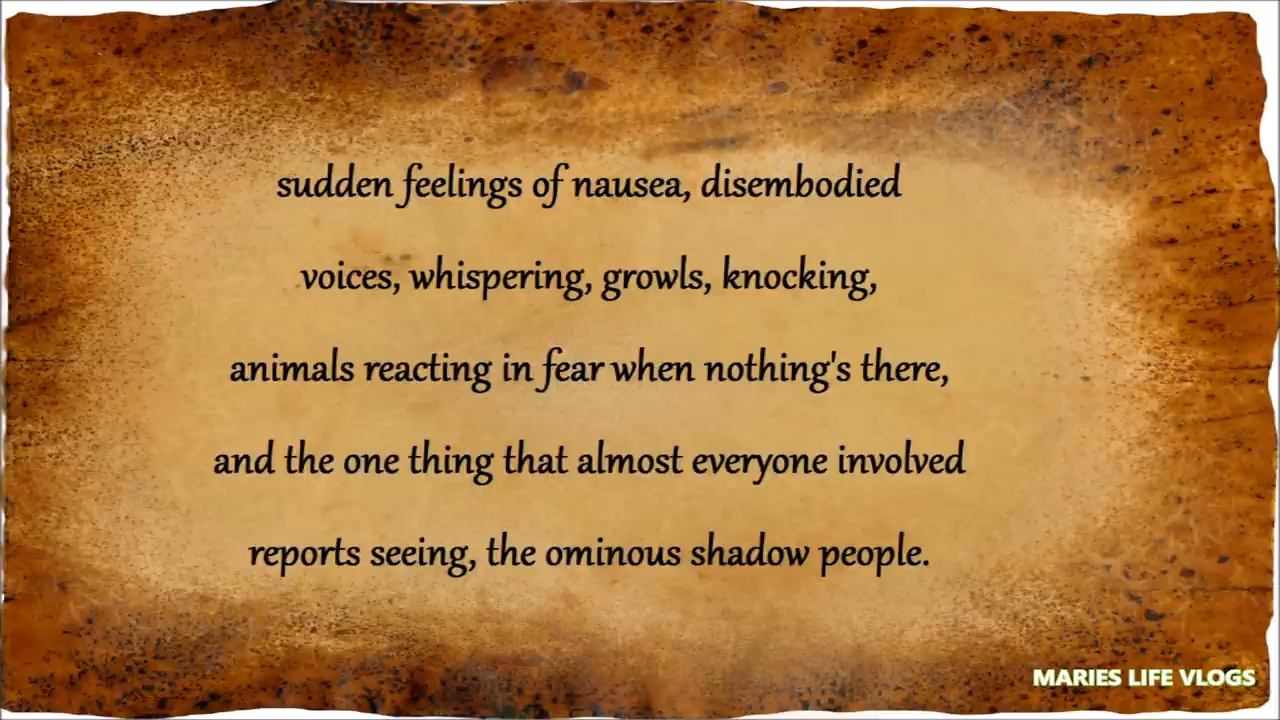 sudden feelings of nausea, disembodied
voices, whispering, growls, knocking,
animals reacting in fear when nothing's there,
and the one thing that almost everyone involved
reports seeing, the ominous shadow people.
MARIES LIFE VLOGS